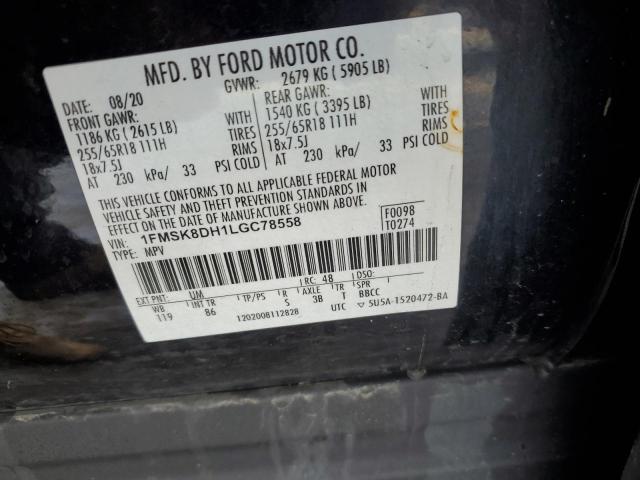 MFD. BY FORD MOTOR CO.
DATE: 08/20 GVWR: 2679 KG ( 5905 LB)
FRONT GAWR: REAR GAWR:
1186 KG (2615 LB) WITH 1540 KG ( 3395 LB) WITH
255/65R18 111H TIRES 255/65R18 111H TIRES
18x7.5J RIMS 18x7.5J RIMS
AT 230 kPa/ 33 PSI COLD AT 230 kPa/ 33 PSI COLD
THIS VEHICLE CONFORMS TO ALL APPLICABLE FEDERAL MOTOR
VEHICLE SAFETY AND THEFT PREVENTION STANDARDS IN
EFFECT ON THE DATE OF MANUFACTURE SHOWN ABOVE.
VIN: 1FMSK8DH1LGC78558 F0098
TYPE: MPV T0274
EXT PNT: UM RC: 48 DSO:
WB INT TR TP/PS R AXLE TR SPR
119 86 S 3B T BBCC
1202008112828 UTC ▽ 5U5A-1520472-BA